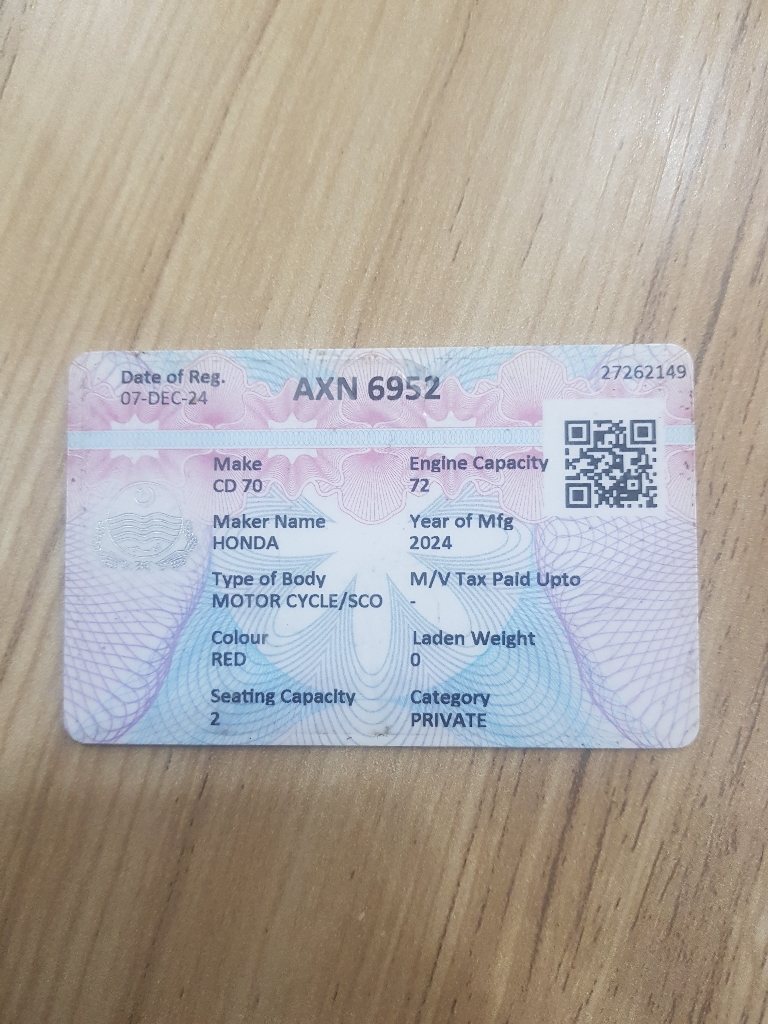 Date of Reg.
07-DEC-24
AXN 6952
27262149
Make
CD 70
Engine Capacity
72
Maker Name
HONDA
Year of Mfg
2024
Type of Body
MOTOR CYCLE/SCO
M/V Tax Paid Upto
-
Colour
RED
Laden Weight
0
Seating Capacity
2
Category
PRIVATE